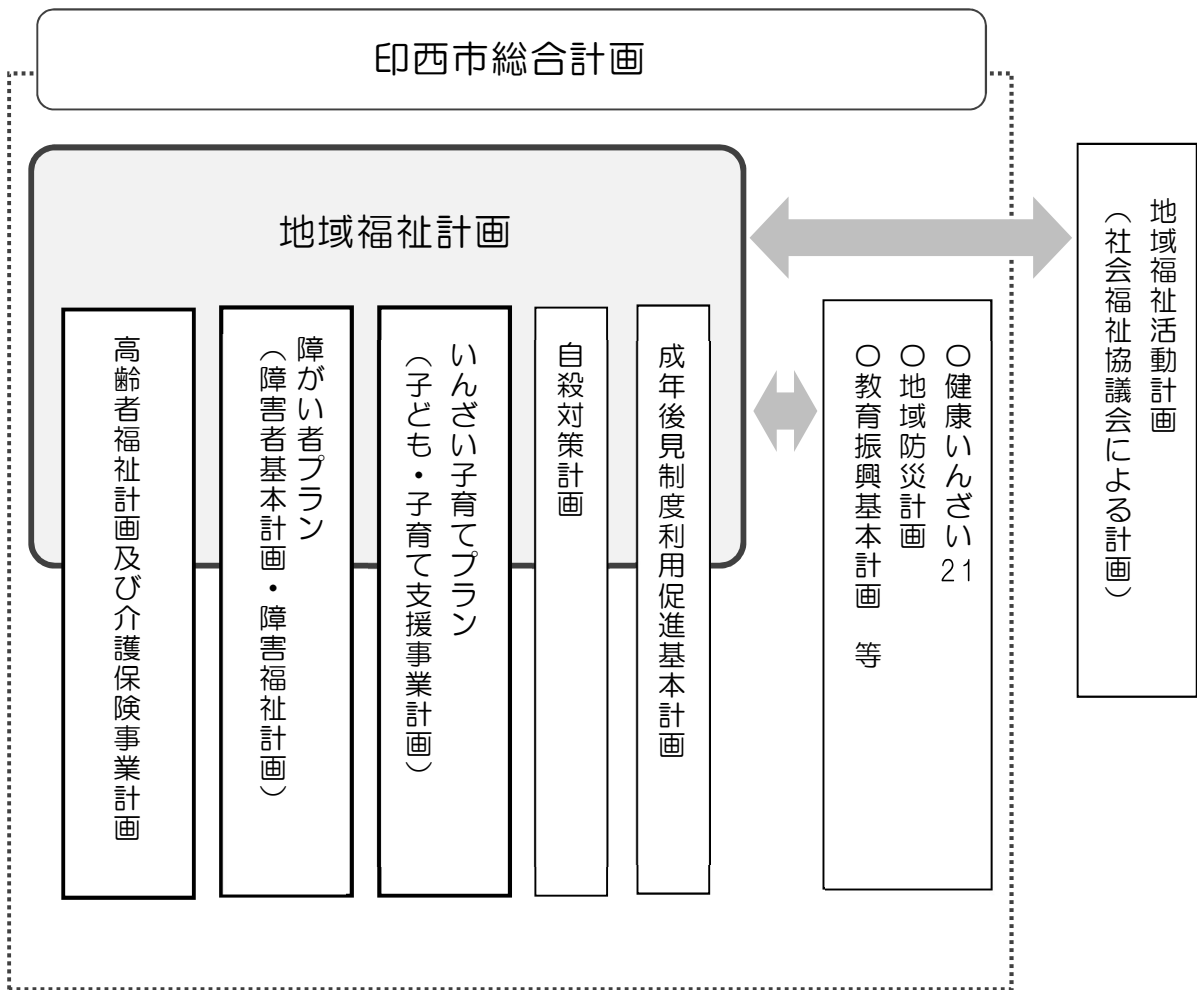 印西市総合計画
地域福祉計画
高齢者福祉計画及び介護保険事業計画
障がい者プラン
（障害者基本計画・障害福祉計画）
いんざい子育てプラン
（子ども・子育て支援事業計画）
自殺対策計画
成年後見制度利用促進基本計画
〇健康いんざい21
〇地域防災計画
〇教育振興基本計画　等
地域福祉活動計画
（社会福祉協議会による計画）